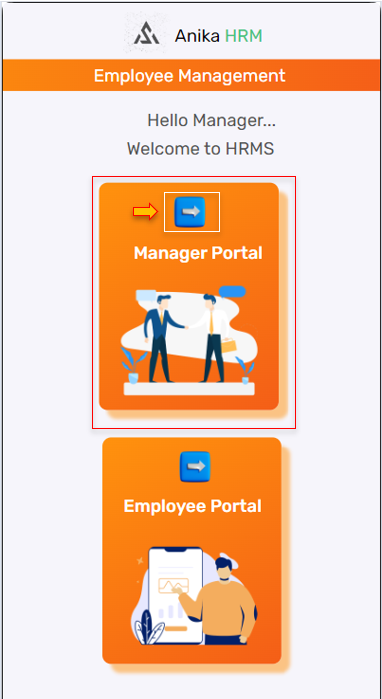 Anika HRM
Employee Management
Hello Manager...
Welcome to HRMS
Manager Portal
Employee Portal